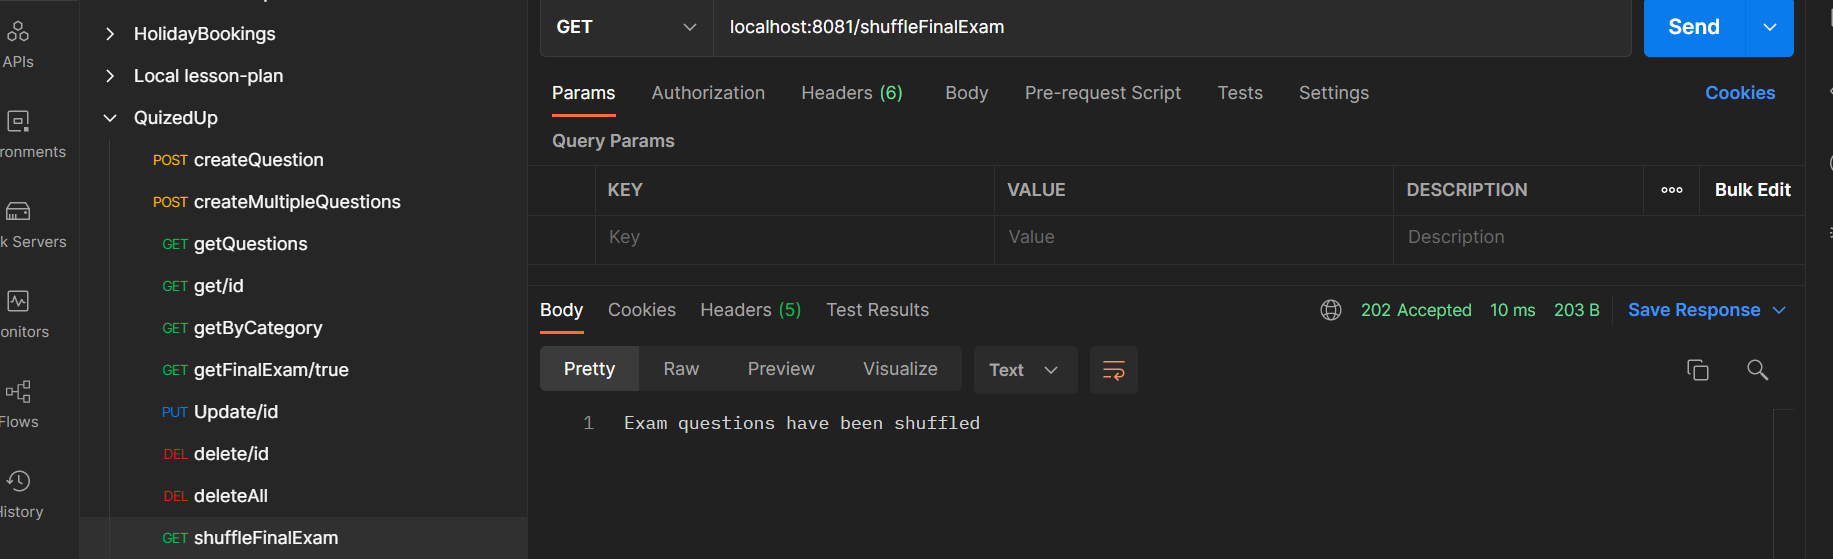 APIs
ronments
k Servers
onitors
Flows
History
HolidayBookings
Local lesson-plan
QuizedUp
POST createQuestion
POST createMultipleQuestions
GET getQuestions
GET get/id
GET getByCategory
GET getFinalExam/true
PUT Update/id
DEL delete/id
DEL deleteAll
GET shuffleFinalExam
GET localhost:8081/shuffleFinalExam Send
Params Authorization Headers (6) Body Pre-request Script Tests Settings Cookies
Query Params
KEY VALUE DESCRIPTION Bulk Edit
Key Value Description
Body Cookies Headers (5) Test Results 202 Accepted 10 ms 203 B Save Response
Pretty Raw Preview Visualize Text
1 Exam questions have been shuffled